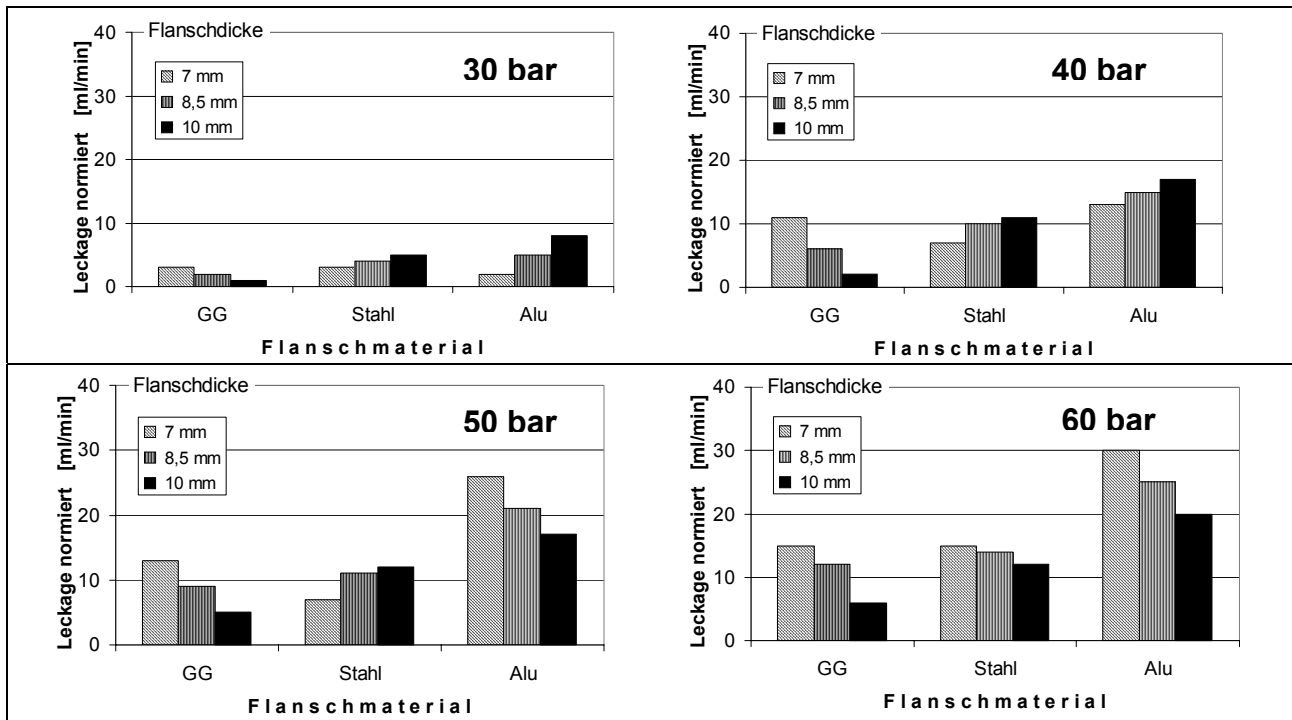 Flanschdicke
30 bar
7 mm
8,5 mm
10 mm
Leckage normiert [ml/min]
40
30
20
10
0
GG Stahl Alu
Flanschmaterial
Flanschdicke
40 bar
7 mm
8,5 mm
10 mm
Leckage normiert [ml/min]
40
30
20
10
0
GG Stahl Alu
Flanschmaterial
Flanschdicke
50 bar
7 mm
8,5 mm
10 mm
Leckage normiert [ml/min]
40
30
20
10
0
GG Stahl Alu
Flanschmaterial
Flanschdicke
60 bar
7 mm
8,5 mm
10 mm
Leckage normiert [ml/min]
40
30
20
10
0
GG Stahl Alu
Flanschmaterial